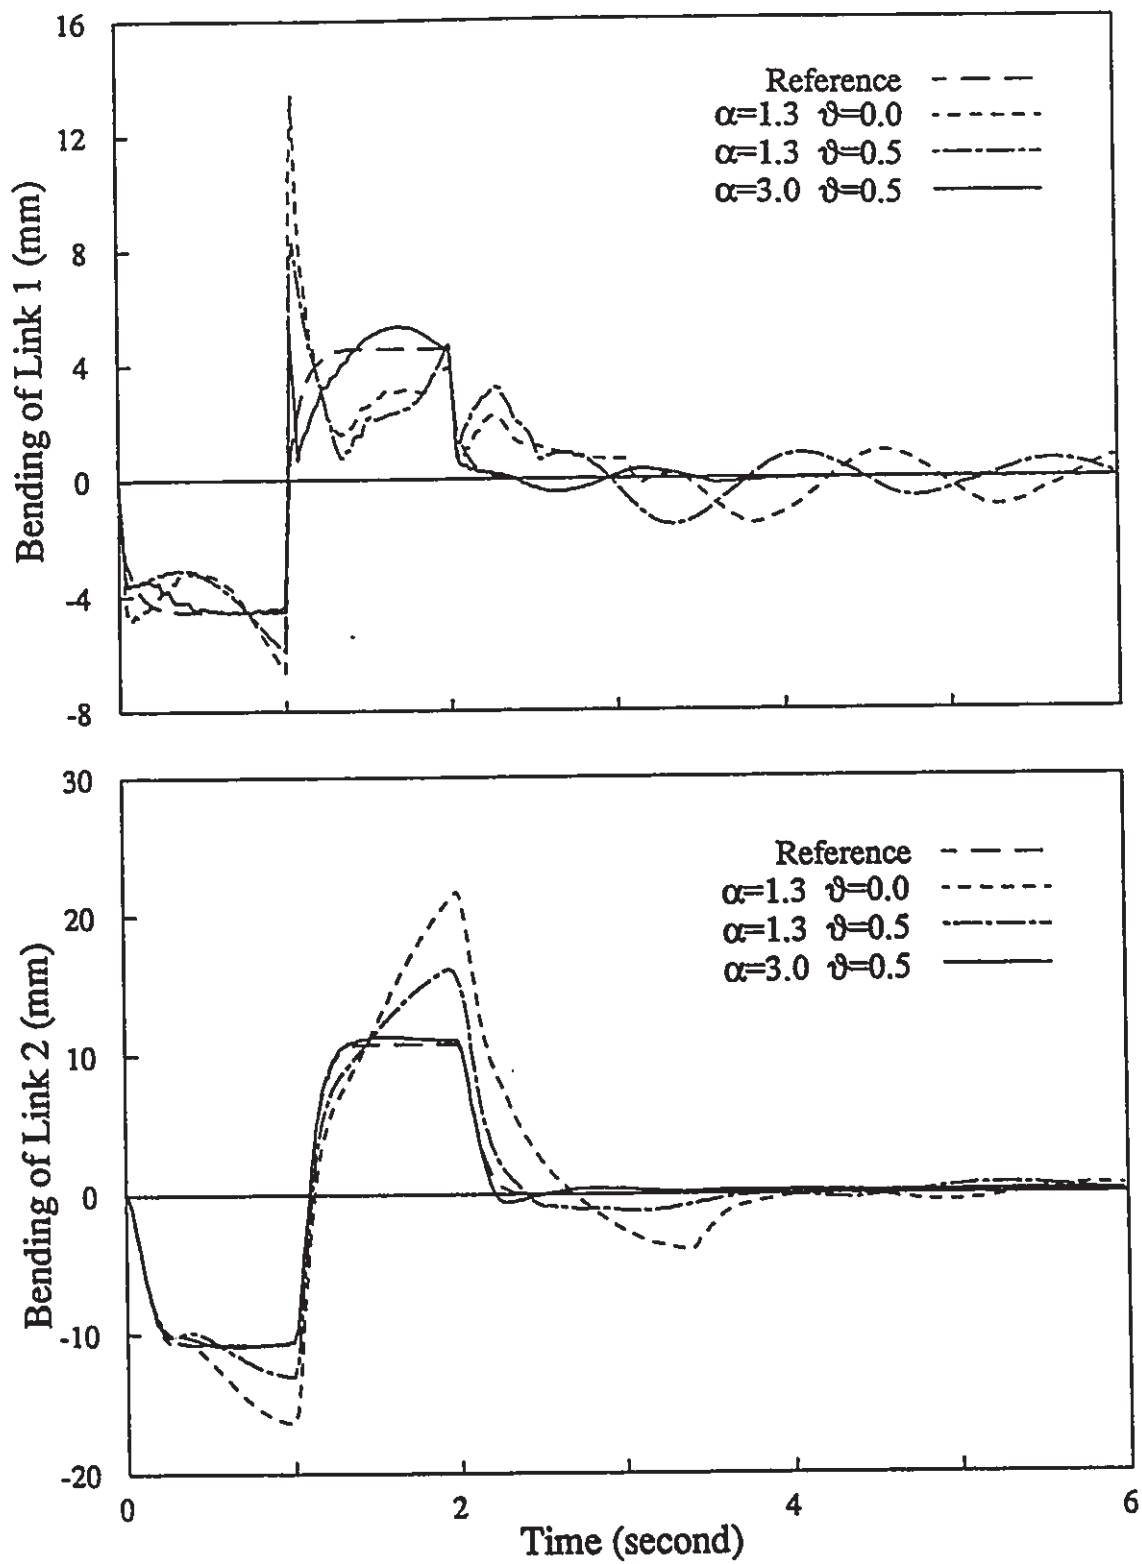 16
12
8
4
0
-4
-8
Bending of Link 1 (mm)
Reference
α=1.3 ϑ=0.0
α=1.3 ϑ=0.5
α=3.0 ϑ=0.5
30
20
10
0
-10
-20
Bending of Link 2 (mm)
Reference
α=1.3 ϑ=0.0
α=1.3 ϑ=0.5
α=3.0 ϑ=0.5
0
2
4
6
Time (second)